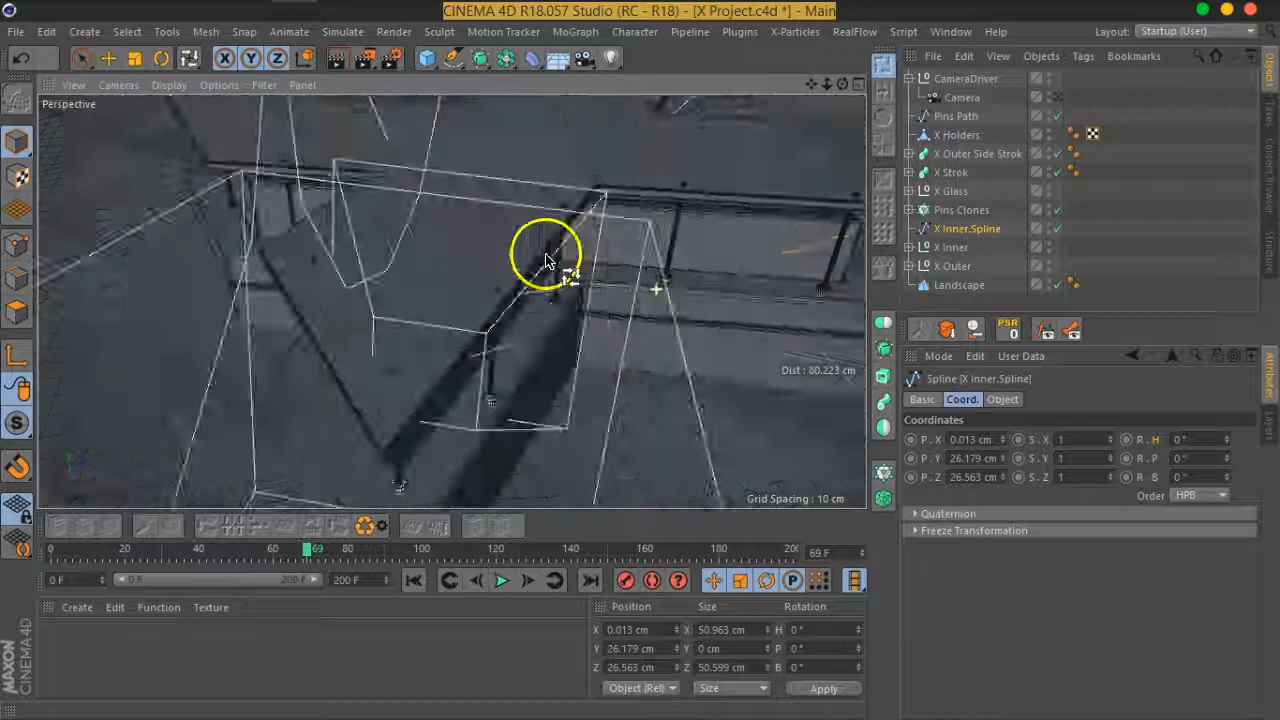 CINEMA 4D R18.057 Studio (RC - R18) - [X Project.c4d *] - Main
File Edit Create Select Tools Mesh Snap Animate Simulate Render Sculpt Motion Tracker MoGraph Character Pipeline Plugins X-Particles RealFlow Script Window Help Layout: Startup (User)
View Cameras Display Options Filter Panel
File Edit View Objects Tags Bookmarks
Perspective
CameraDriver
Camera
Pins Path
X Holders
X Outer Side Strok
X Strok
X Glass
Pins Clones
X Inner.Spline
X Inner
X Outer
Landscape
Objects
Takes
Content Browser
Structure
PSR
0
Mode Edit User Data
Spline [X Inner.Spline]
Basic Coord. Object
Coordinates
P . X 0.013 cm S . X 1 R . H 0 °
P . Y 26.179 cm S . Y 1 R . P 0 °
P . Z 26.563 cm S . Z 1 R . B 0 °
Order HPB
Quaternion
Freeze Transformation
Attributes
Layers
Dist : 80.223 cm
Grid Spacing : 10 cm
0 20 40 60 69 80 100 120 140 160 180 200 69 F
0 F 0 F 200 F 200 F
Create Edit Function Texture
Position Size Rotation
X 0.013 cm X 50.963 cm H 0 °
Y 26.179 cm Y 0 cm P 0 °
Z 26.563 cm Z 50.599 cm B 0 °
Object (Rel) Size Apply
MAXON
CINEMA 4D